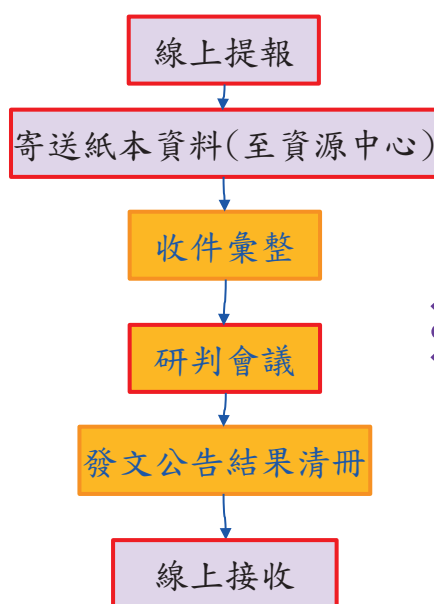 線上提報
寄送紙本資料(至資源中心)
收件彙整
研判會議
發文公告結果清冊
線上接收